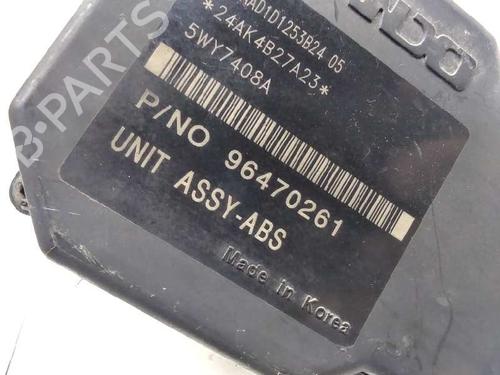 AD1D1253B24 05
*24AK4B27A23*
5WY7408A
P/NO 96470261
UNIT ASSY-ABS
Made in Korea
B-PARTS